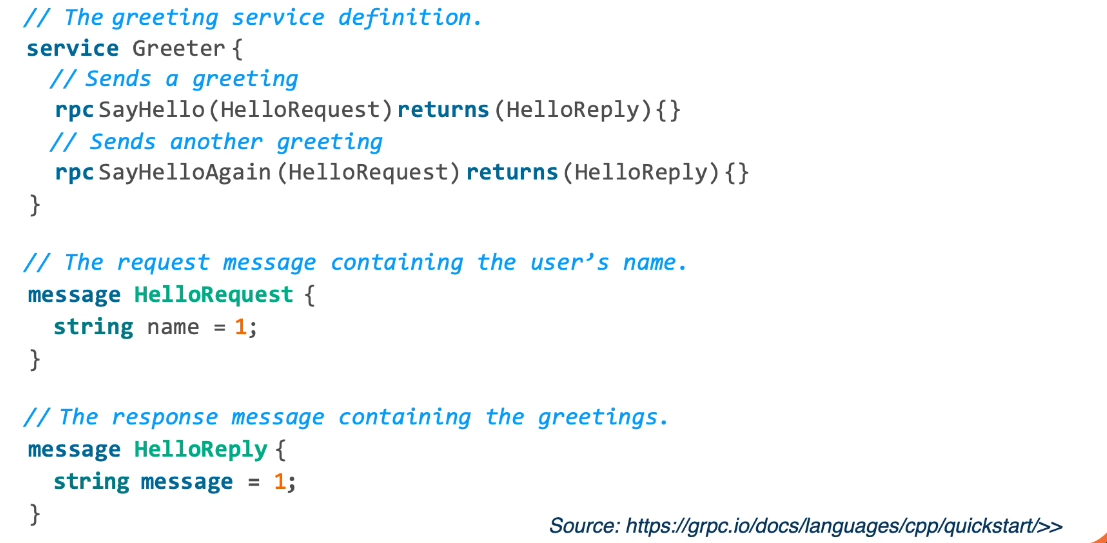 // The greeting service definition.
service Greeter {
// Sends a greeting
rpc SayHello (HelloRequest) returns (HelloReply) {}
// Sends another greeting
rpc SayHelloAgain (HelloRequest) returns (HelloReply) {}
}
// The request message containing the user’s name.
message HelloRequest {
string name = 1;
}
// The response message containing the greetings.
message HelloReply {
string message = 1;
}
Source: https://grpc.io/docs/languages/cpp/quickstart/>>